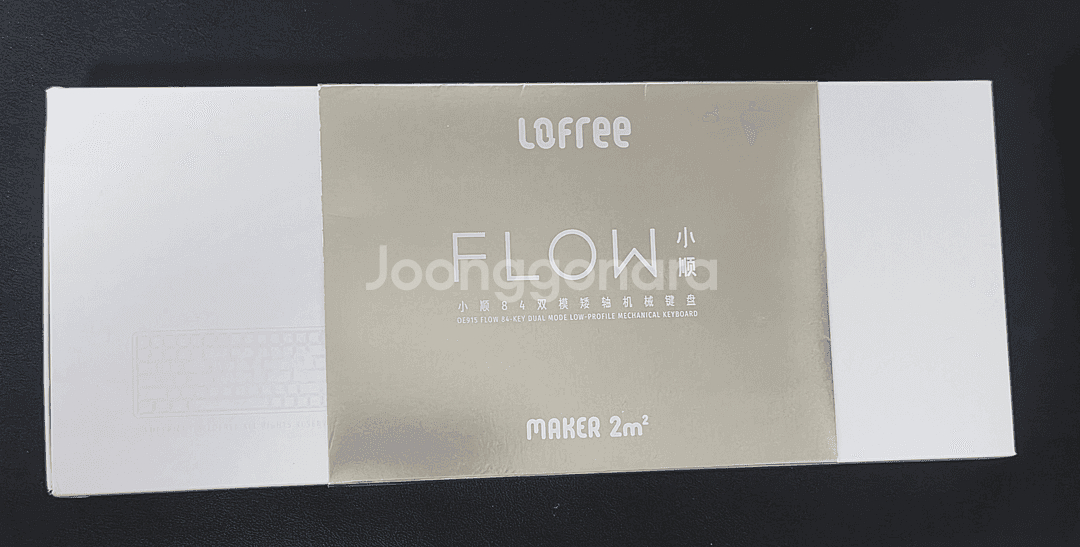 LOFree
FLOW 小顺
Joonggonara
小顺84双模矮轴机械键盘
OE915 FLOW 84-KEY DUAL MODE LOW-PROFILE MECHANICAL KEYBOARD
MAKER 2m²